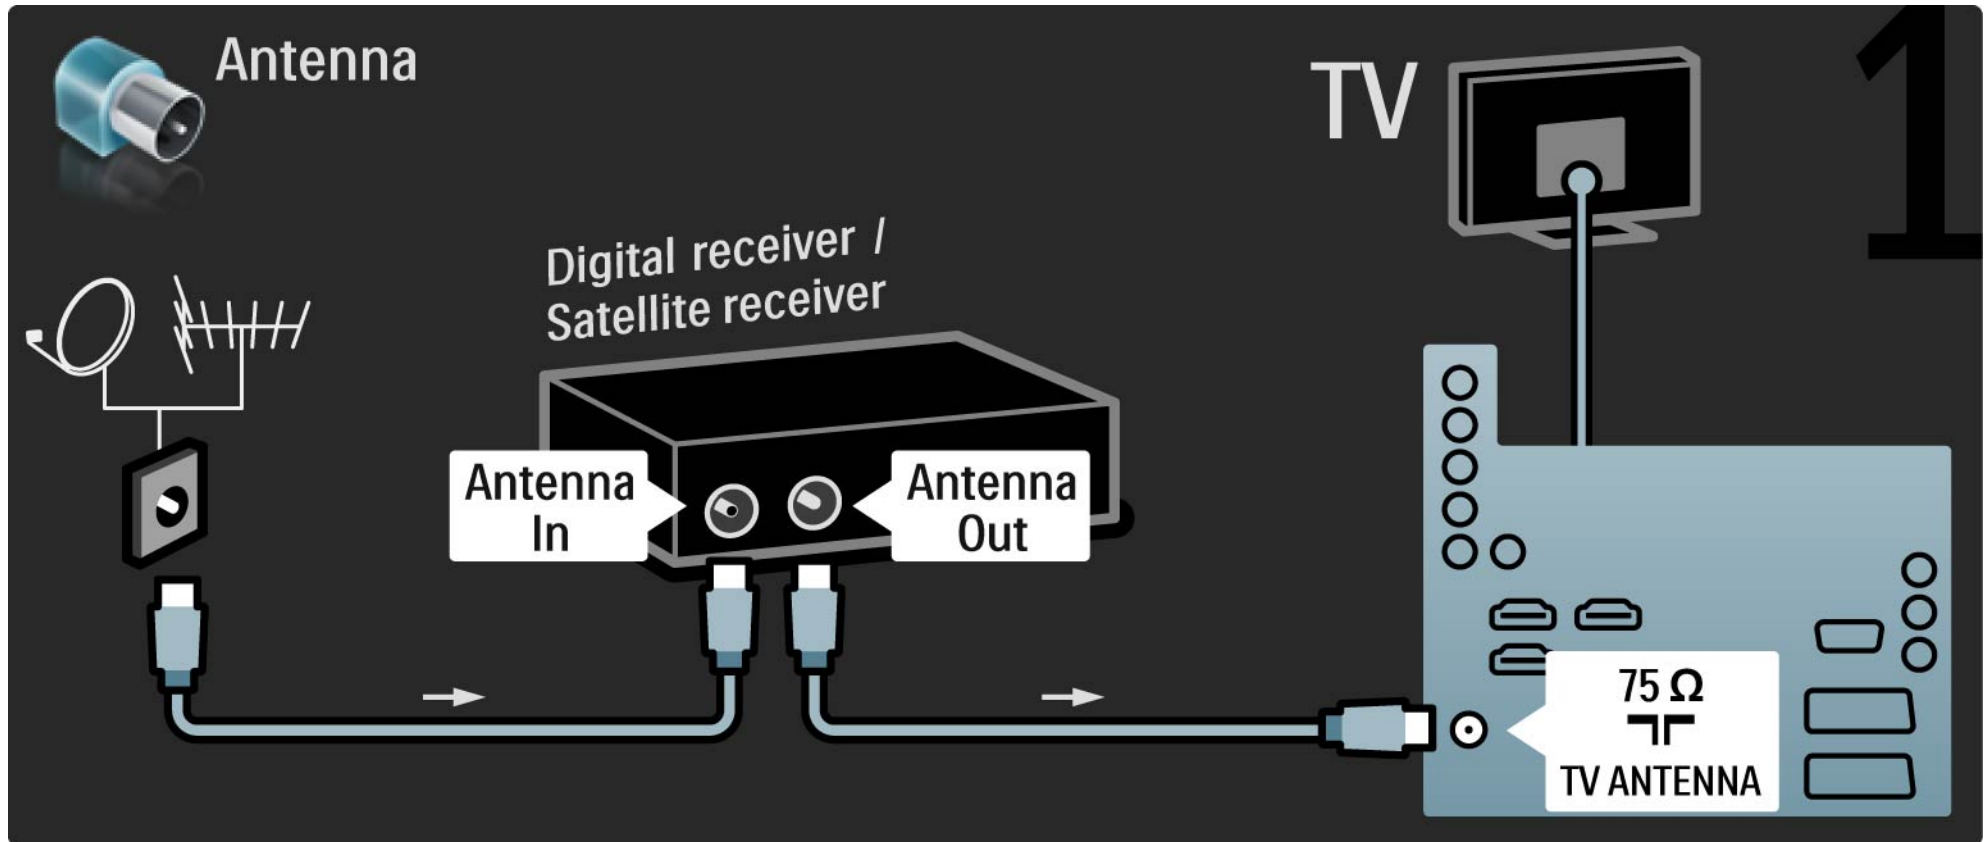 Antenna
TV
1
Digital receiver /
Satellite receiver
Antenna
In
Antenna
Out
75 Ω
TV ANTENNA